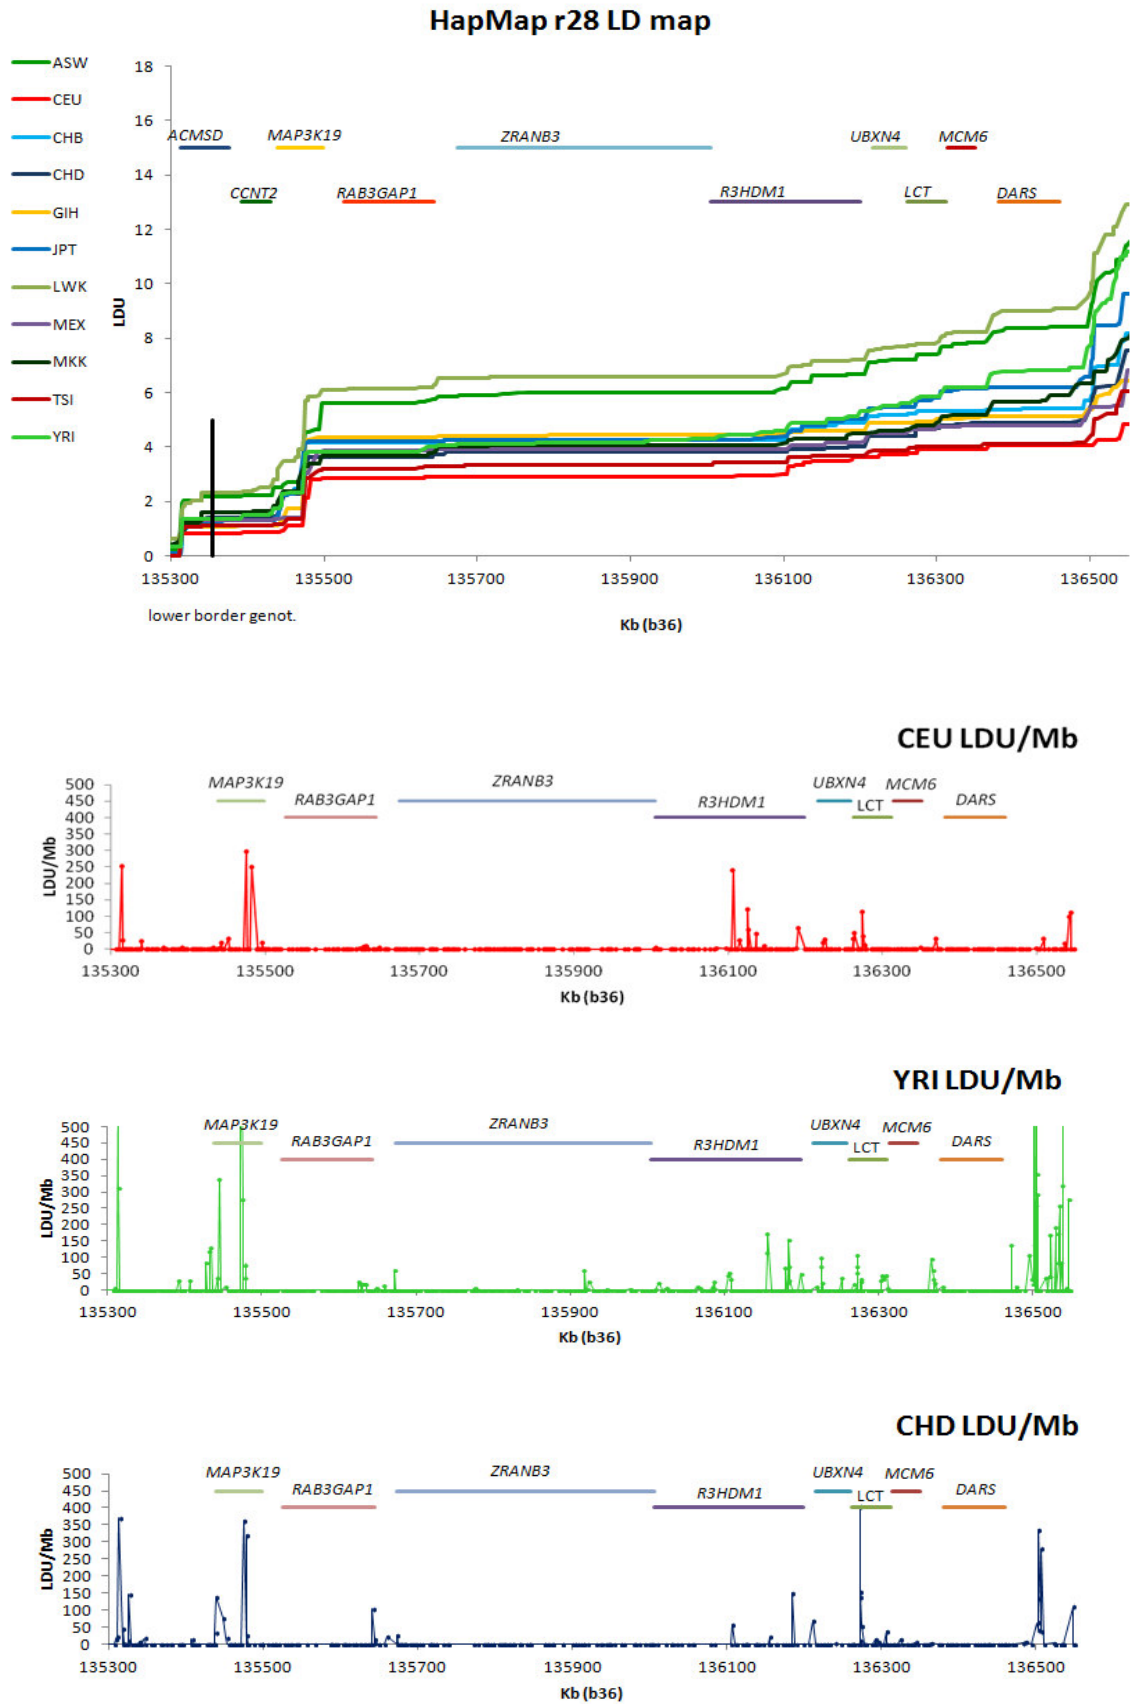 HapMap r28 LD map
ASW
CEU
CHB
CHD
GIH
JPT
LWK
MEX
MKK
TSI
YRI
LDU
18
16
14
12
10
8
6
4
2
0
ACMSD MAP3K19 ZRANB3 UBXN4 MCM6
CCNT2 RAB3GAP1 R3HDM1 LCT DARS
135300 135500 135700 135900 136100 136300 136500
lower border genot.
Kb (b36)
CEU LDU/Mb
MAP3K19 ZRANB3 UBXN4 MCM6
RAB3GAP1 R3HDM1 LCT DARS
LDU/Mb
500
450
400
350
300
250
200
150
100
50
0
135300 135500 135700 135900 136100 136300 136500
Kb (b36)
YRI LDU/Mb
MAP3K19 ZRANB3 UBXN4 MCM6
RAB3GAP1 R3HDM1 LCT DARS
LDU/Mb
500
450
400
350
300
250
200
150
100
50
0
135300 135500 135700 135900 136100 136300 136500
Kb (b36)
CHD LDU/Mb
MAP3K19 ZRANB3 UBXN4 MCM6
RAB3GAP1 R3HDM1 LCT DARS
LDU/Mb
500
450
400
350
300
250
200
150
100
50
0
135300 135500 135700 135900 136100 136300 136500
Kb (b36)